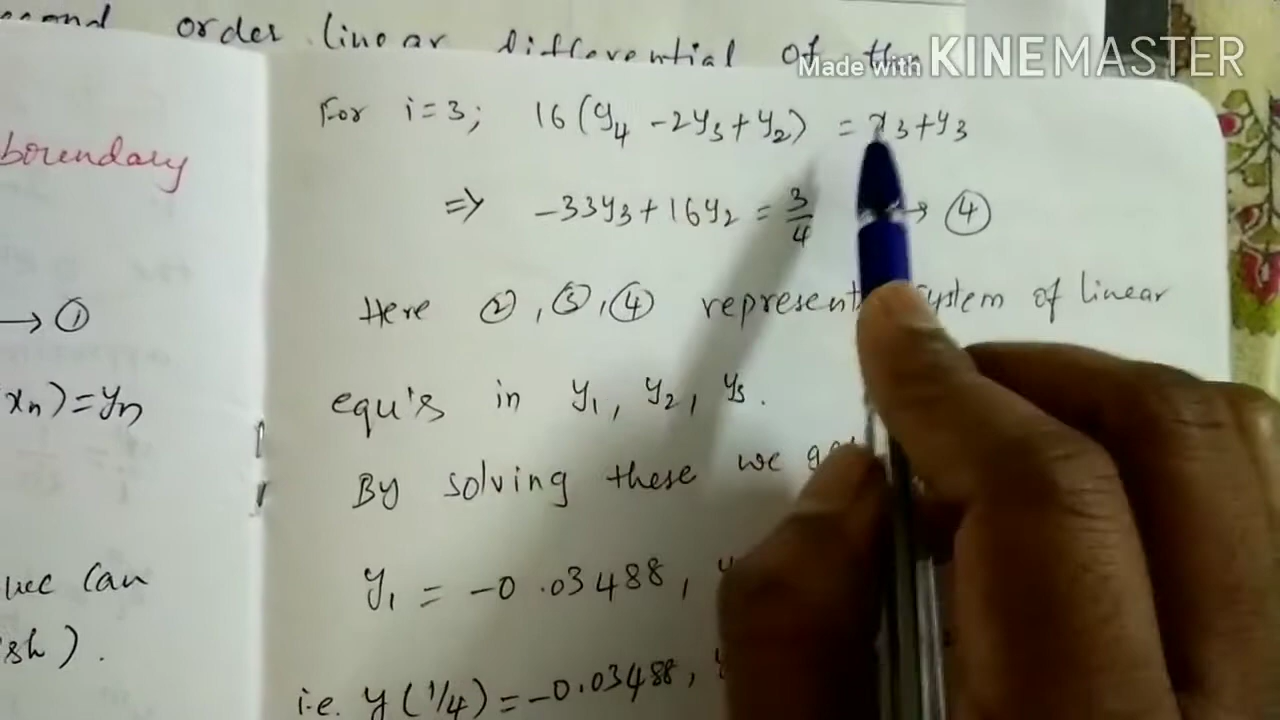 order linear differential of the
Made with KINEMASTER
For i=3; 16(y₄ -2y₃+y₂) = x₃+y₃
⇒ -33y₃+16y₂ = 3/4 → ④
boundary
→ ①
Here ②, ③, ④ represent system of linear
xₙ)=yₙ
equ's in y₁, y₂, y₃.
By solving these we
can
y₁ = -0.03488,
i.e. y(1/4) = -0.03488,